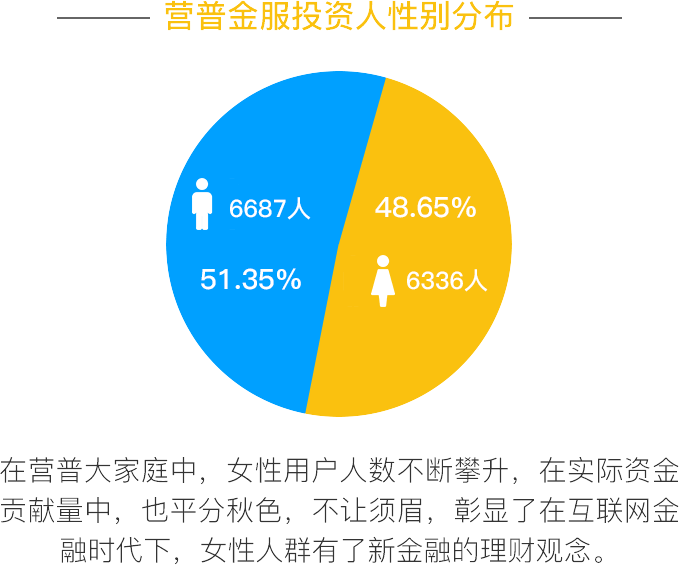 营普金服投资人性别分布
6687人
48.65%
51.35%
6336人
在营普大家庭中，女性用户人数不断攀升，在实际资金
贡献量中，也平分秋色，不让须眉，彰显了在互联网金
融时代下，女性人群有了新金融的理财观念。